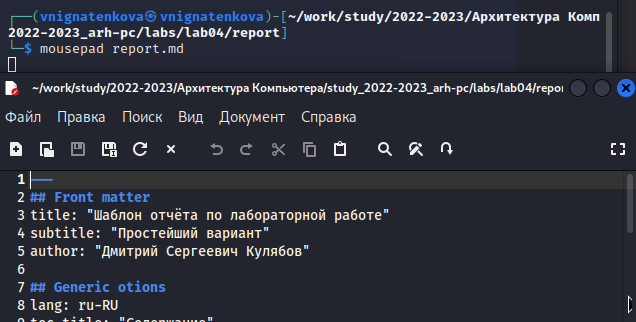 ┌──(vnignatenkova㉿vnignatenkova)-[~/work/study/2022-2023/Архитектура Комп
2022-2023_arh-pc/labs/lab04/report]
└─$ mousepad report.md
~/work/study/2022-2023/Архитектура Компьютера/study_2022-2023_arh-pc/labs/lab04/repor
Файл Правка Поиск Вид Документ Справка
1 ---
2 ## Front matter
3 title: "Шаблон отчёта по лабораторной работе"
4 subtitle: "Простейший вариант"
5 author: "Дмитрий Сергеевич Кулябов"
6
7 ## Generic otions
8 lang: ru-RU
9 toc-title: "Содержание"